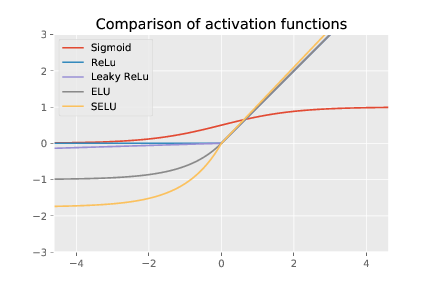 Comparison of activation functions
3
2
1
0
−1
−2
−3
Sigmoid
ReLu
Leaky ReLu
ELU
SELU
−4 −2 0 2 4